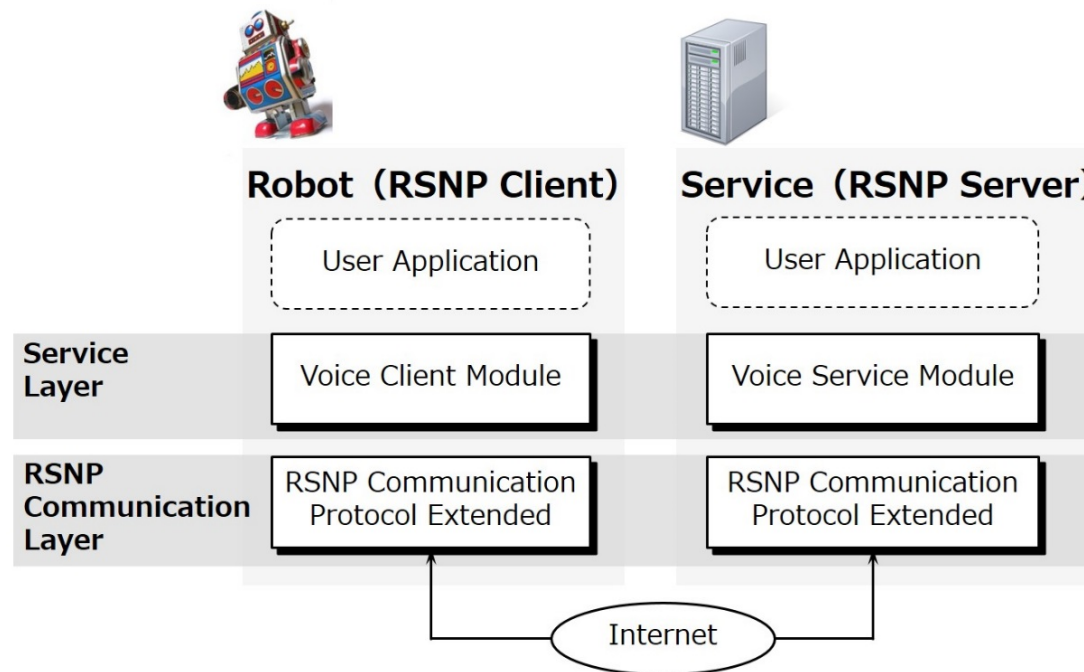 Robot（RSNP Client）
Service（RSNP Server）
User Application
User Application
Service
Layer
Voice Client Module
Voice Service Module
RSNP
Communication
Layer
RSNP Communication
Protocol Extended
RSNP Communication
Protocol Extended
Internet